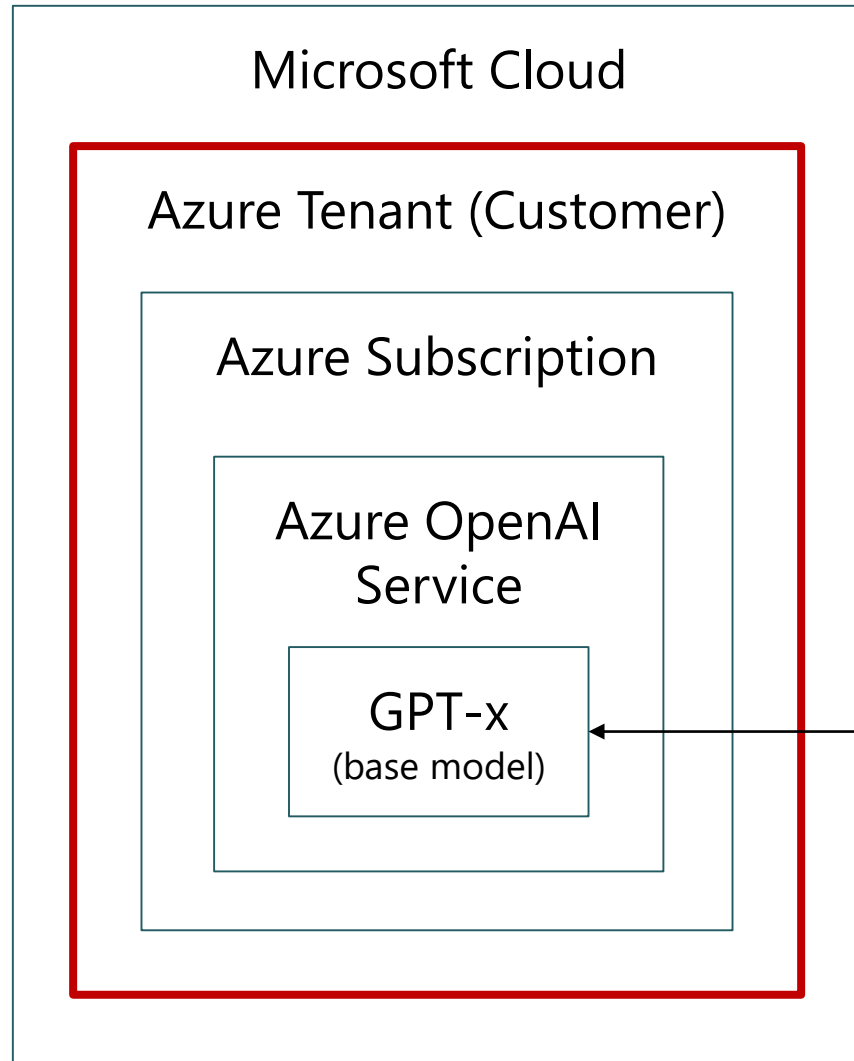 Microsoft Cloud
Azure Tenant (Customer)
Azure Subscription
Azure OpenAI
Service
GPT-x
(base model)